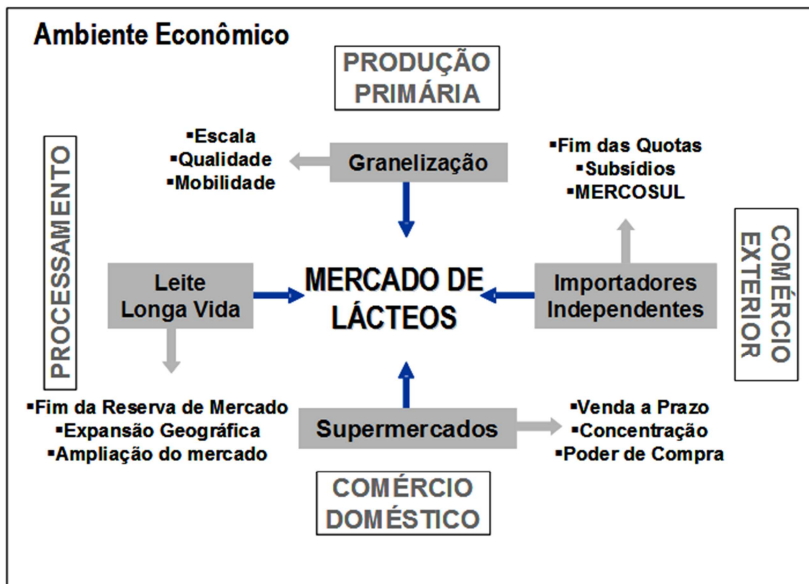 Ambiente Econômico
PRODUÇÃO
PRIMÁRIA
▪Escala
▪Qualidade
▪Mobilidade
Granelização
▪Fim das Quotas
▪Subsídios
▪MERCOSUL
PROCESSAMENTO
Leite
Longa Vida
MERCADO DE
LÁCTEOS
Importadores
Independentes
COMÉRCIO
EXTERIOR
▪Fim da Reserva de Mercado
▪Expansão Geográfica
▪Ampliação do mercado
Supermercados
▪Venda a Prazo
▪Concentração
▪Poder de Compra
COMÉRCIO
DOMÉSTICO